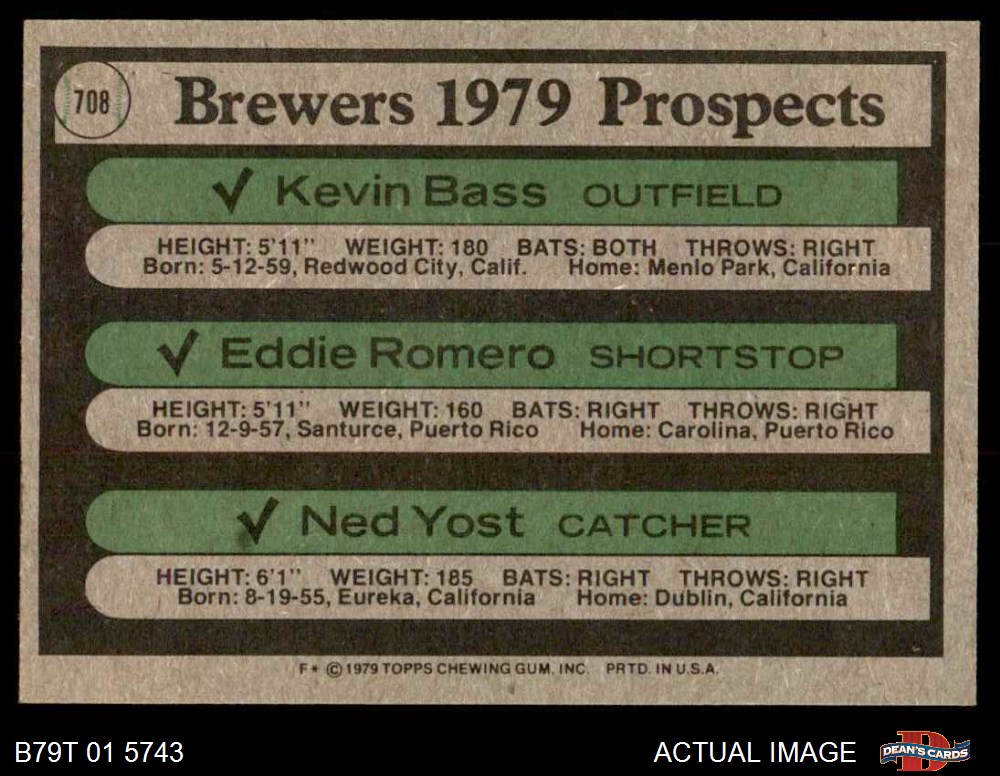 708 Brewers 1979 Prospects
✓ Kevin Bass OUTFIELD
HEIGHT: 5'11" WEIGHT: 180 BATS: BOTH THROWS: RIGHT
Born: 5-12-59, Redwood City, Calif. Home: Menlo Park, California
✓ Eddie Romero SHORTSTOP
HEIGHT: 5'11" WEIGHT: 160 BATS: RIGHT THROWS: RIGHT
Born: 12-9-57, Santurce, Puerto Rico Home: Carolina, Puerto Rico
✓ Ned Yost CATCHER
HEIGHT: 6'1" WEIGHT: 185 BATS: RIGHT THROWS: RIGHT
Born: 8-19-55, Eureka, California Home: Dublin, California
F* © 1979 TOPPS CHEWING GUM, INC. PRTD. IN U.S.A.
B79T 01 5743 ACTUAL IMAGE D DEAN'S CARDS